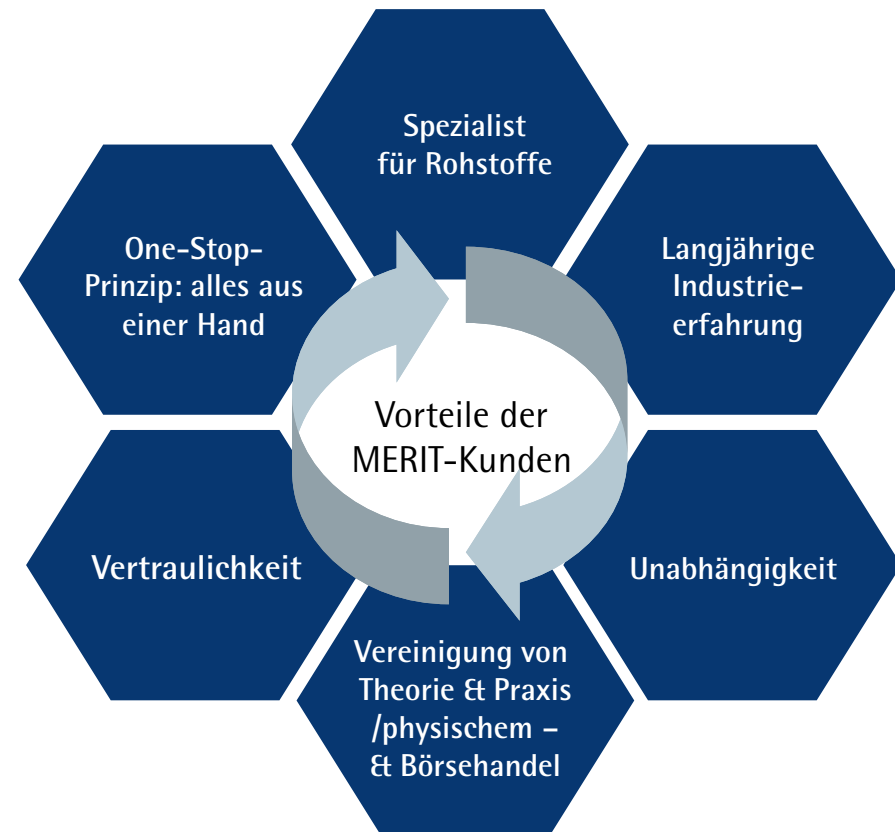 Spezialist
für Rohstoffe
One-Stop-
Prinzip: alles aus
einer Hand
Langjährige
Industrie-
erfahrung
Vorteile der
MERIT-Kunden
Vertraulichkeit
Unabhängigkeit
Vereinigung von
Theorie & Praxis
/physischem –
& Börsehandel